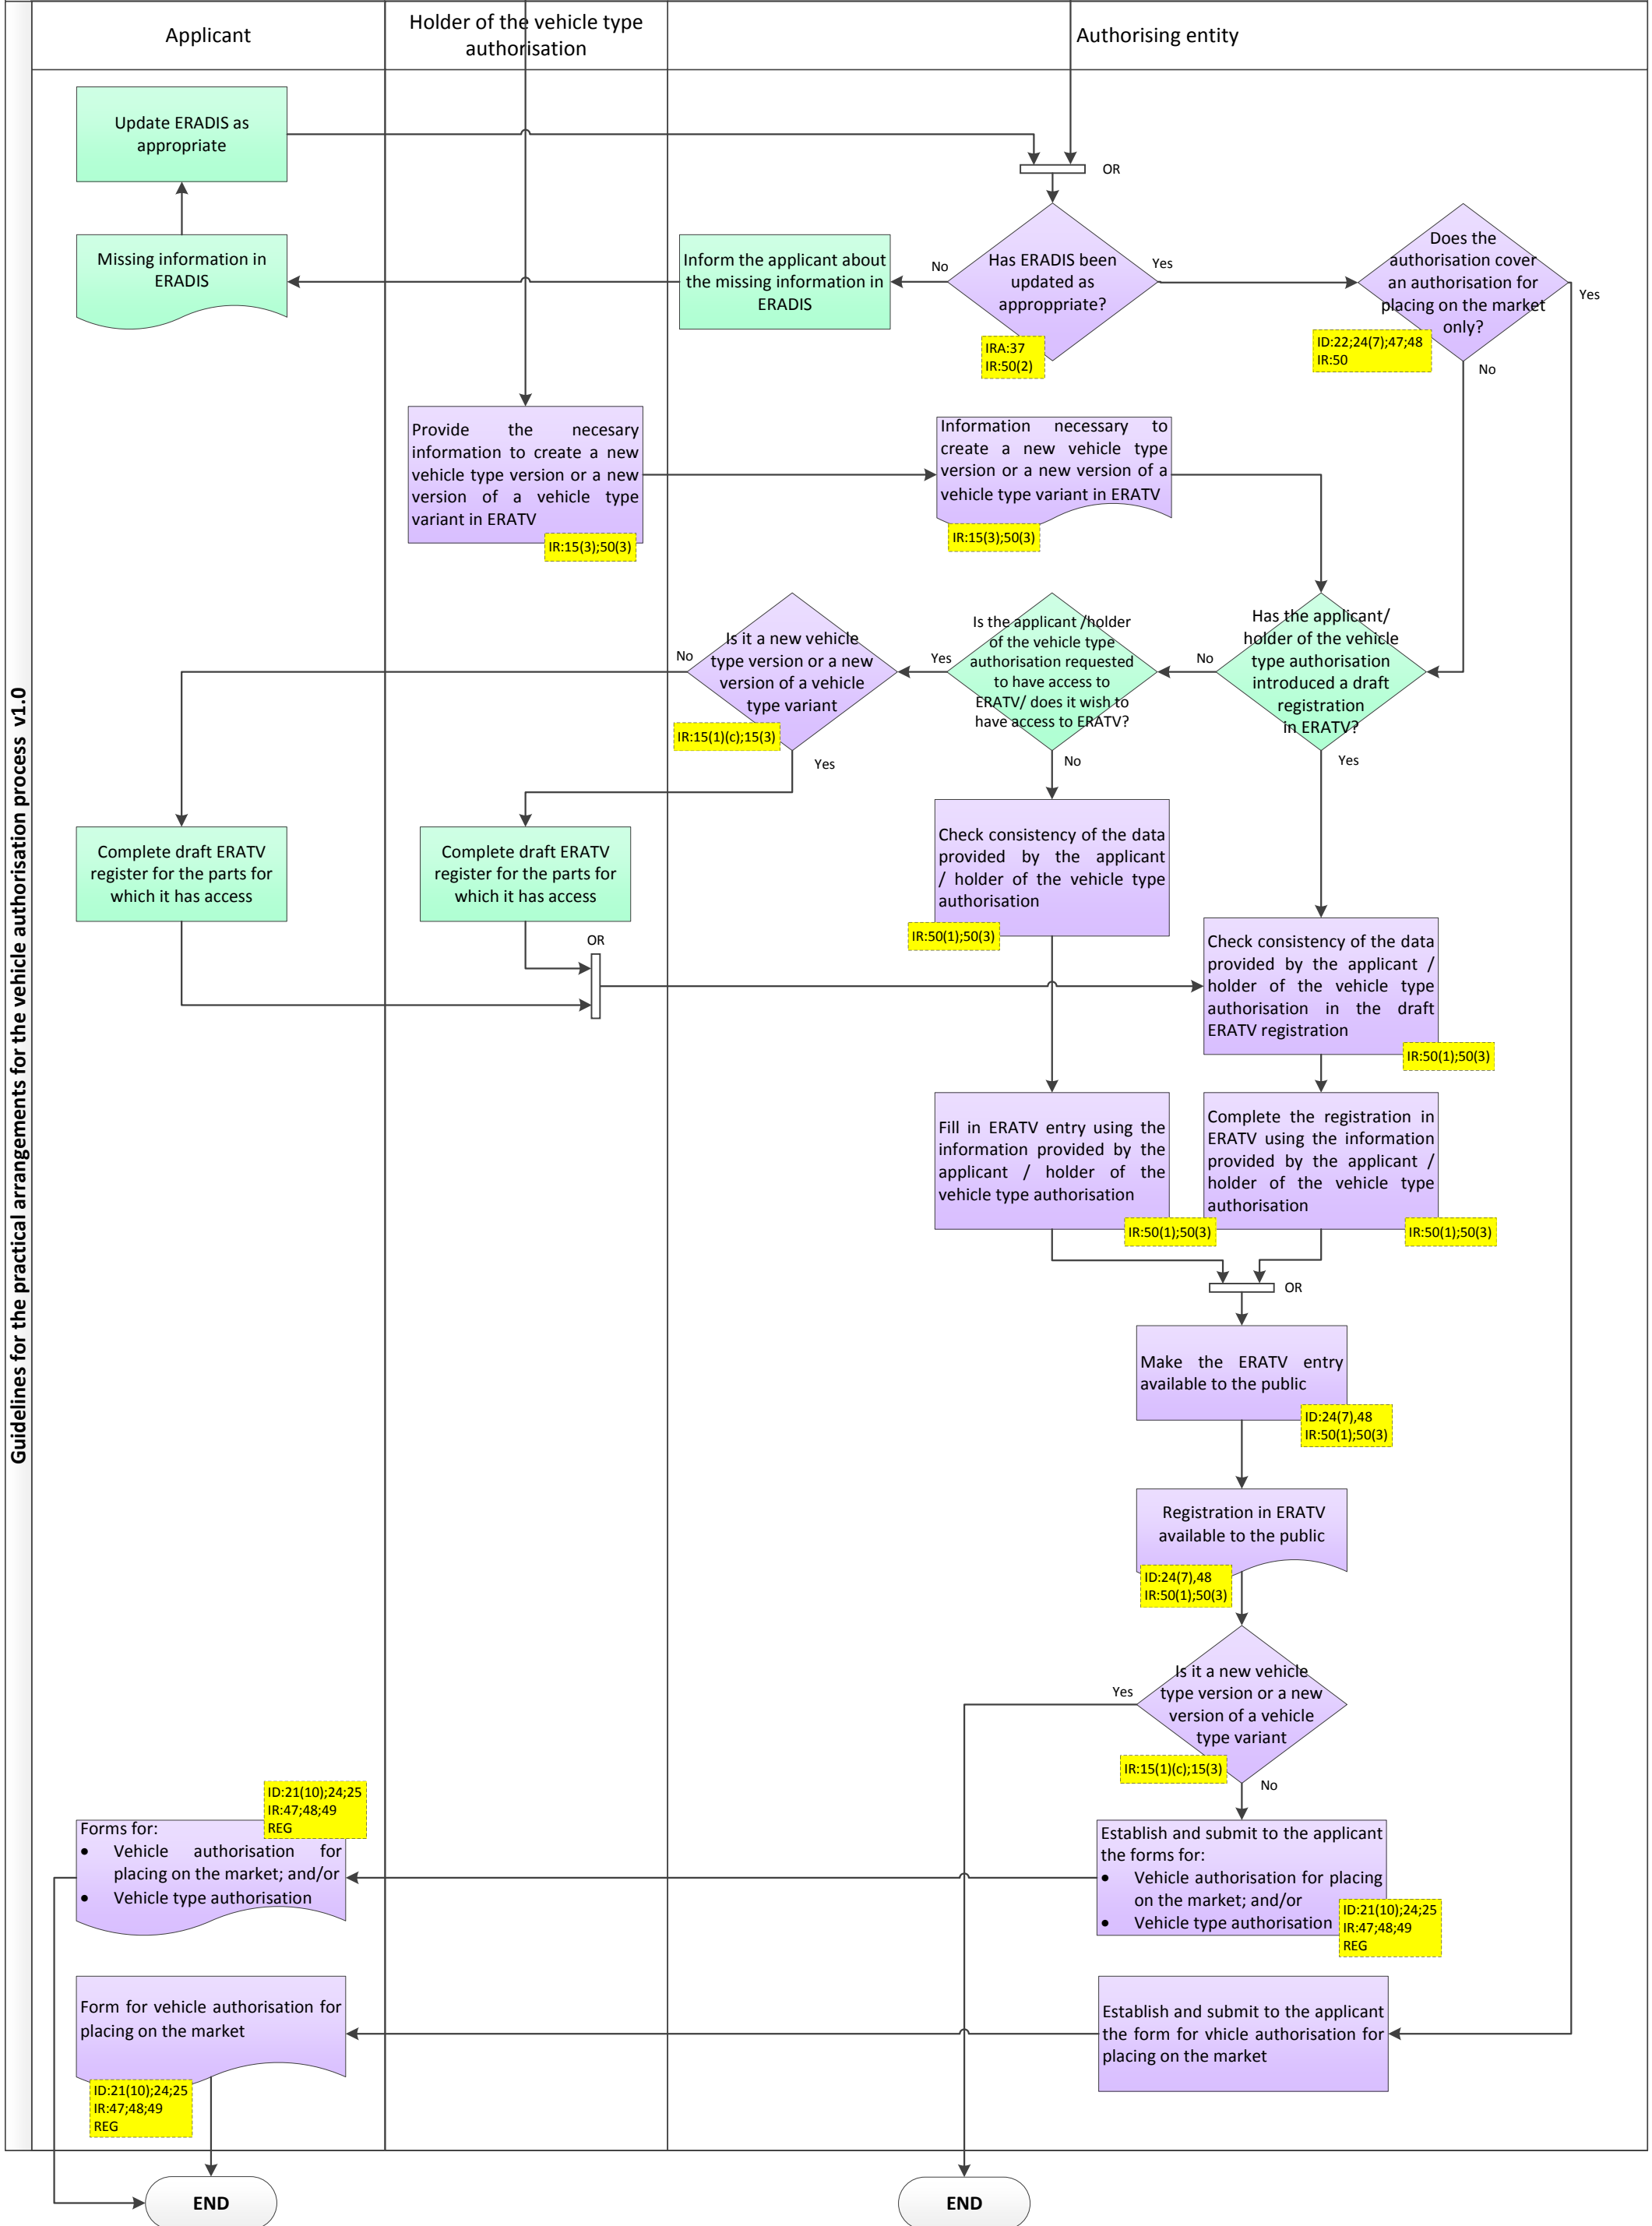 Guidelines for the practical arrangements for the vehicle authorisation process v1.0
Applicant
Holder of the vehicle type
authorisation
Authorising entity
Update ERADIS as
appropriate
OR
Missing information in
ERADIS
Inform the applicant about
the missing information in
ERADIS
No
Has ERADIS been
updated as
approppriate?
Yes
IRA:37
IR:50(2)
Does the
authorisation cover
an authorisation for
placing on the market
only?
Yes
ID:22;24(7);47;48
IR:50
No
Provide the necesary
information to create a new
vehicle type version or a new
version of a vehicle type
variant in ERATV
IR:15(3);50(3)
Information necessary to
create a new vehicle type
version or a new version of a
vehicle type variant in ERATV
IR:15(3);50(3)
No
Is it a new vehicle
type version or a new
version of a vehicle
type variant
IR:15(1)(c);15(3)
Yes
Yes
Is the applicant /holder
of the vehicle type
authorisation requested
to have access to
ERATV/ does it wish to
have access to ERATV?
No
No
Has the applicant/
holder of the vehicle
type authorisation
introduced a draft
registration
in ERATV?
Yes
Complete draft ERATV
register for the parts for
which it has access
Complete draft ERATV
register for the parts for
which it has access
OR
Check consistency of the data
provided by the applicant
/ holder of the vehicle type
authorisation
IR:50(1);50(3)
Check consistency of the data
provided by the applicant /
holder of the vehicle type
authorisation in the draft
ERATV registration
IR:50(1);50(3)
Fill in ERATV entry using the
information provided by the
applicant / holder of the
vehicle type authorisation
IR:50(1);50(3)
Complete the registration in
ERATV using the information
provided by the applicant /
holder of the vehicle type
authorisation
IR:50(1);50(3)
OR
Make the ERATV entry
available to the public
ID:24(7),48
IR:50(1);50(3)
Registration in ERATV
available to the public
ID:24(7),48
IR:50(1);50(3)
Yes
Is it a new vehicle
type version or a new
version of a vehicle
type variant
IR:15(1)(c);15(3)
No
ID:21(10);24;25
IR:47;48;49
REG
Forms for:
• Vehicle authorisation for
placing on the market; and/or
• Vehicle type authorisation
Establish and submit to the applicant
the forms for:
• Vehicle authorisation for placing
on the market; and/or
• Vehicle type authorisation
ID:21(10);24;25
IR:47;48;49
REG
Form for vehicle authorisation for
placing on the market
ID:21(10);24;25
IR:47;48;49
REG
Establish and submit to the applicant
the form for vhicle authorisation for
placing on the market
END
END